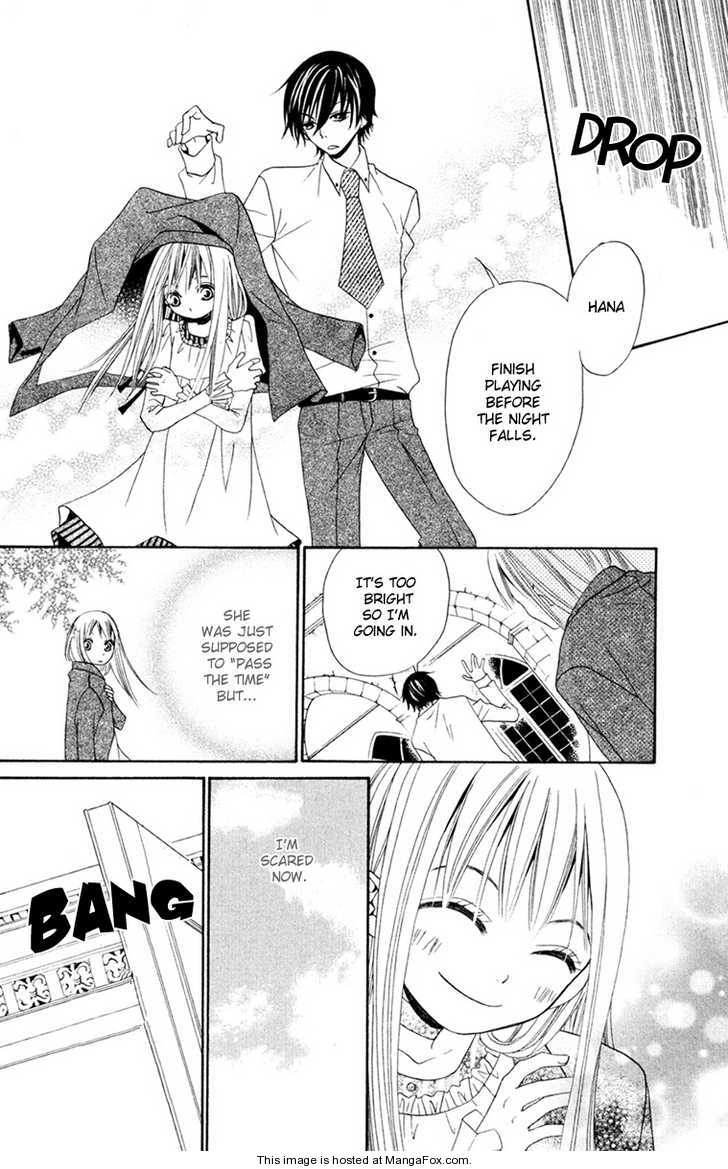 DROP
HANA
FINISH
PLAYING
BEFORE
THE NIGHT
FALLS.
IT'S TOO
BRIGHT
SO I'M
GOING IN.
SHE
WAS JUST
SUPPOSED
TO "PASS
THE TIME"
BUT...
I'M
SCARED
NOW.
BANG
This image is hosted at MangaFox.com.